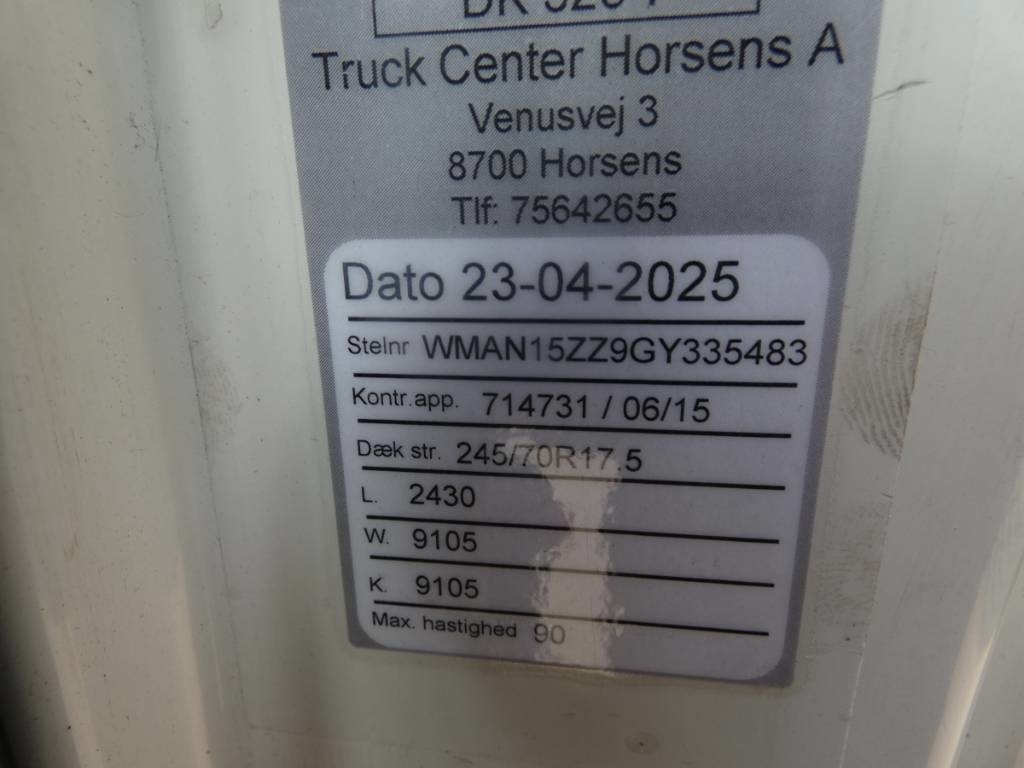 DK
Truck Center Horsens A
Venusvej 3
8700 Horsens
Tlf: 75642655
Dato 23-04-2025
Stelnr WMAN15ZZ9GY335483
Kontr.app. 714731 / 06/15
Dæk str. 245/70R17.5
L. 2430
W. 9105
K. 9105
Max. hastighed 90